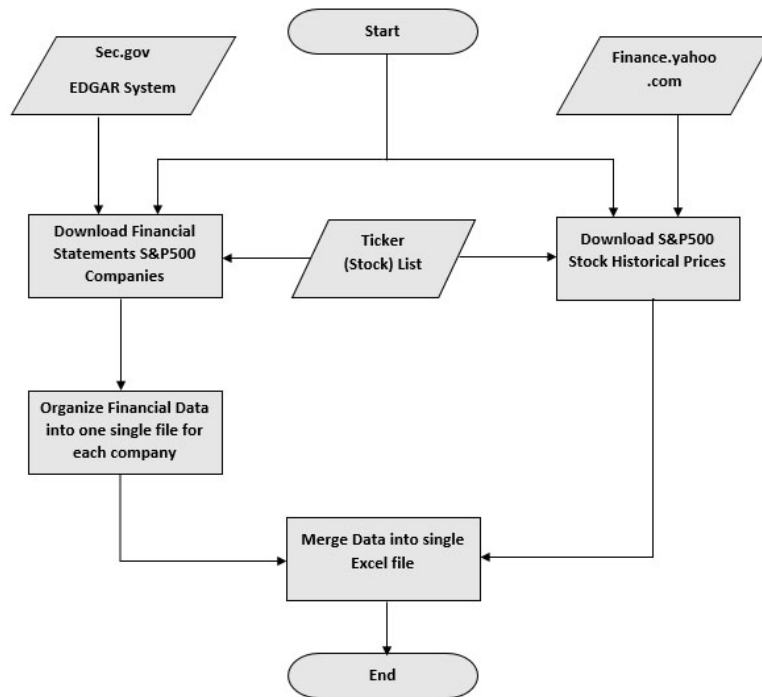 Start
Sec.gov
EDGAR System
Finance.yahoo
.com
Download Financial
Statements S&P500
Companies
Ticker
(Stock) List
Download S&P500
Stock Historical Prices
Organize Financial Data
into one single file for
each company
Merge Data into single
Excel file
End